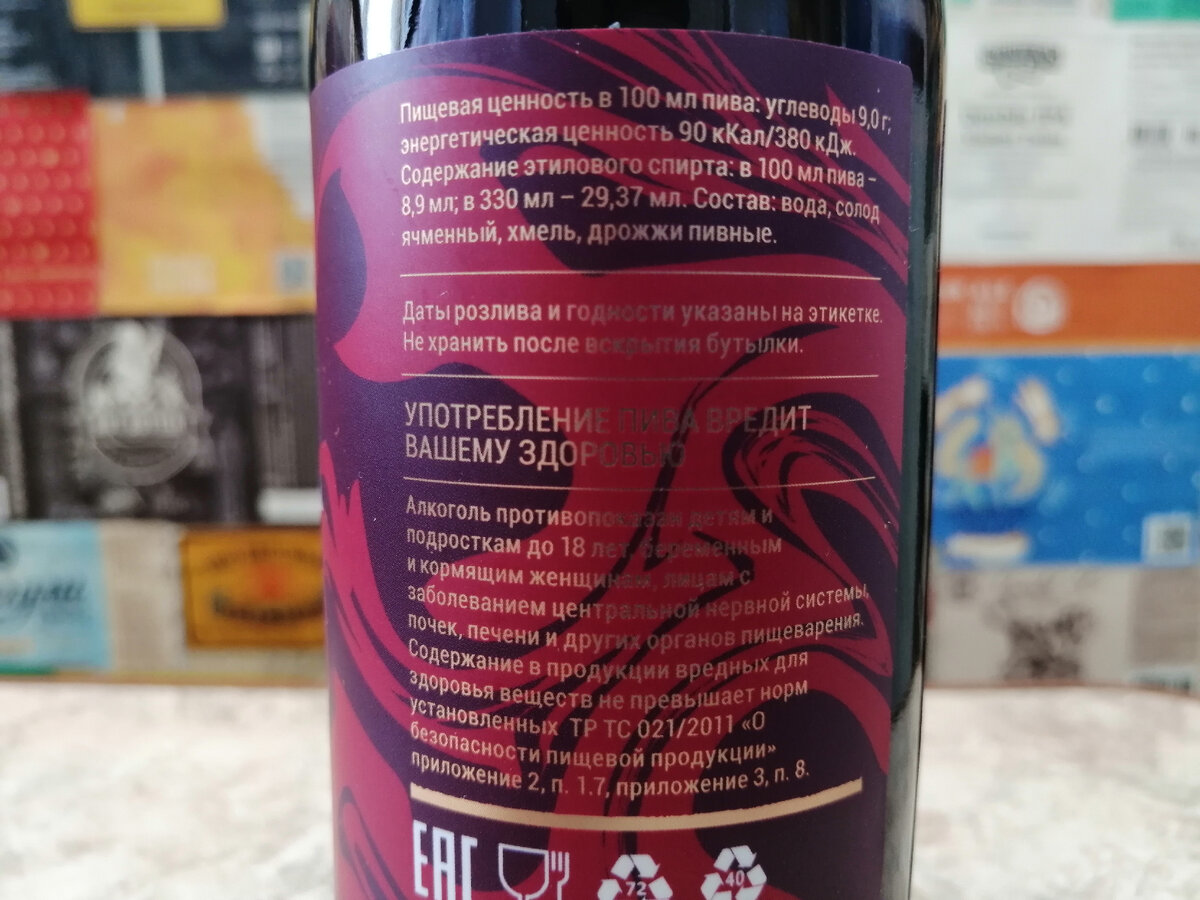 Пищевая ценность в 100 мл пива: углеводы 9,0 г;
энергетическая ценность 90 кКал/380 кДж.
Содержание этилового спирта: в 100 мл пива –
8,9 мл; в 330 мл – 29,37 мл. Состав: вода, солод
ячменный, хмель, дрожжи пивные.
Даты розлива и годности указаны на этикетке.
Не хранить после вскрытия бутылки.
УПОТРЕБЛЕНИЕ ПИВА ВРЕДИТ
ВАШЕМУ ЗДОРОВЬЮ
Алкоголь противопоказан детям и
подросткам до 18 лет, беременным
и кормящим женщинам, лицам с
заболеванием центральной нервной системы,
почек, печени и других органов пищеварения.
Содержание в продукции вредных для
здоровья веществ не превышает норм
установленных ТР ТС 021/2011 «О
безопасности пищевой продукции»
приложение 2, п. 1.7, приложение 3, п. 8.
EAC
72
40